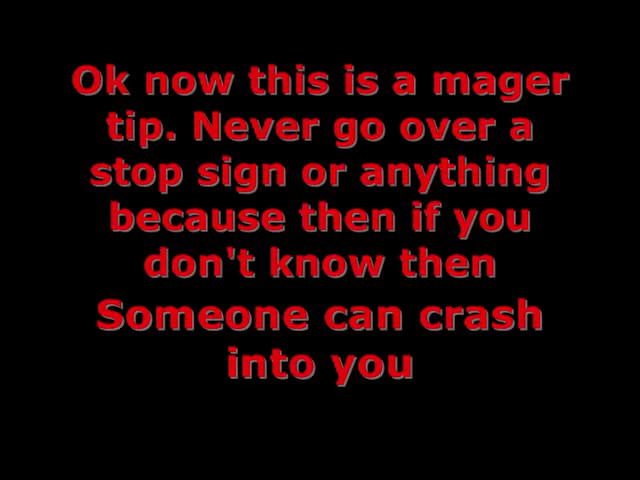 Ok now this is a mager
tip. Never go over a
stop sign or anything
because then if you
don't know then
Someone can crash
into you